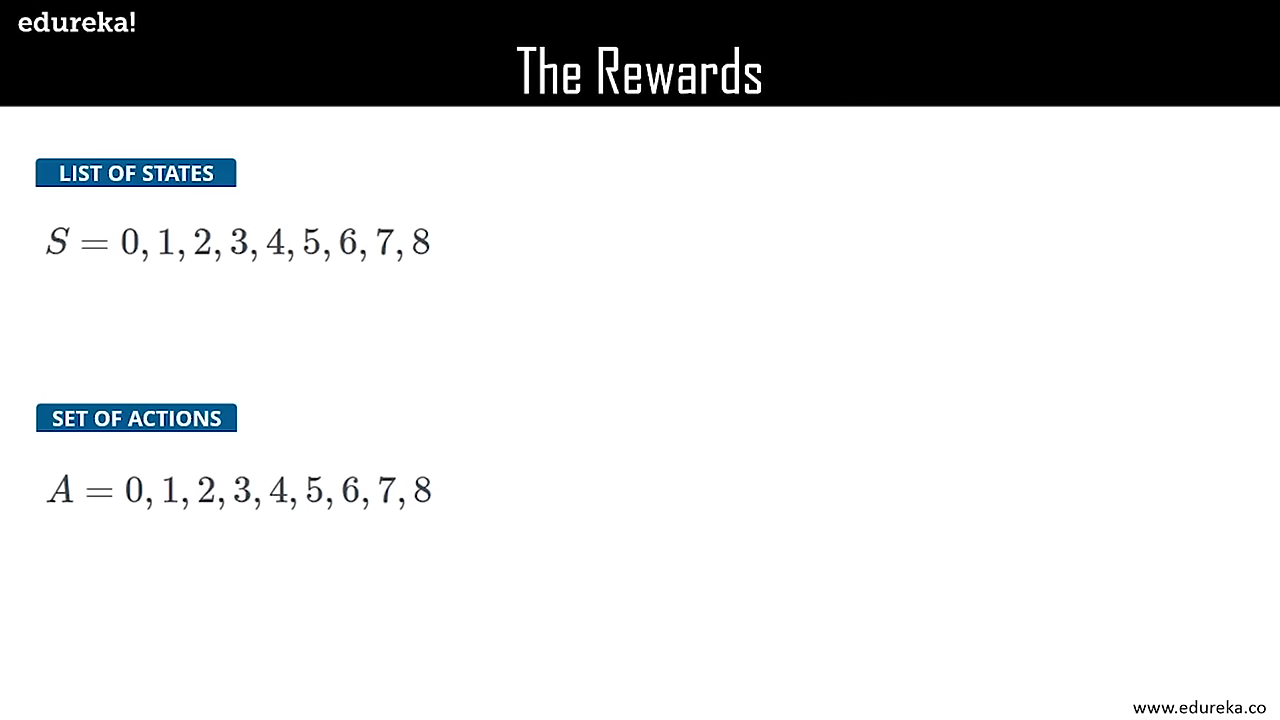 edureka!
The Rewards
LIST OF STATES
S = 0, 1, 2, 3, 4, 5, 6, 7, 8
SET OF ACTIONS
A = 0, 1, 2, 3, 4, 5, 6, 7, 8
www.edureka.co